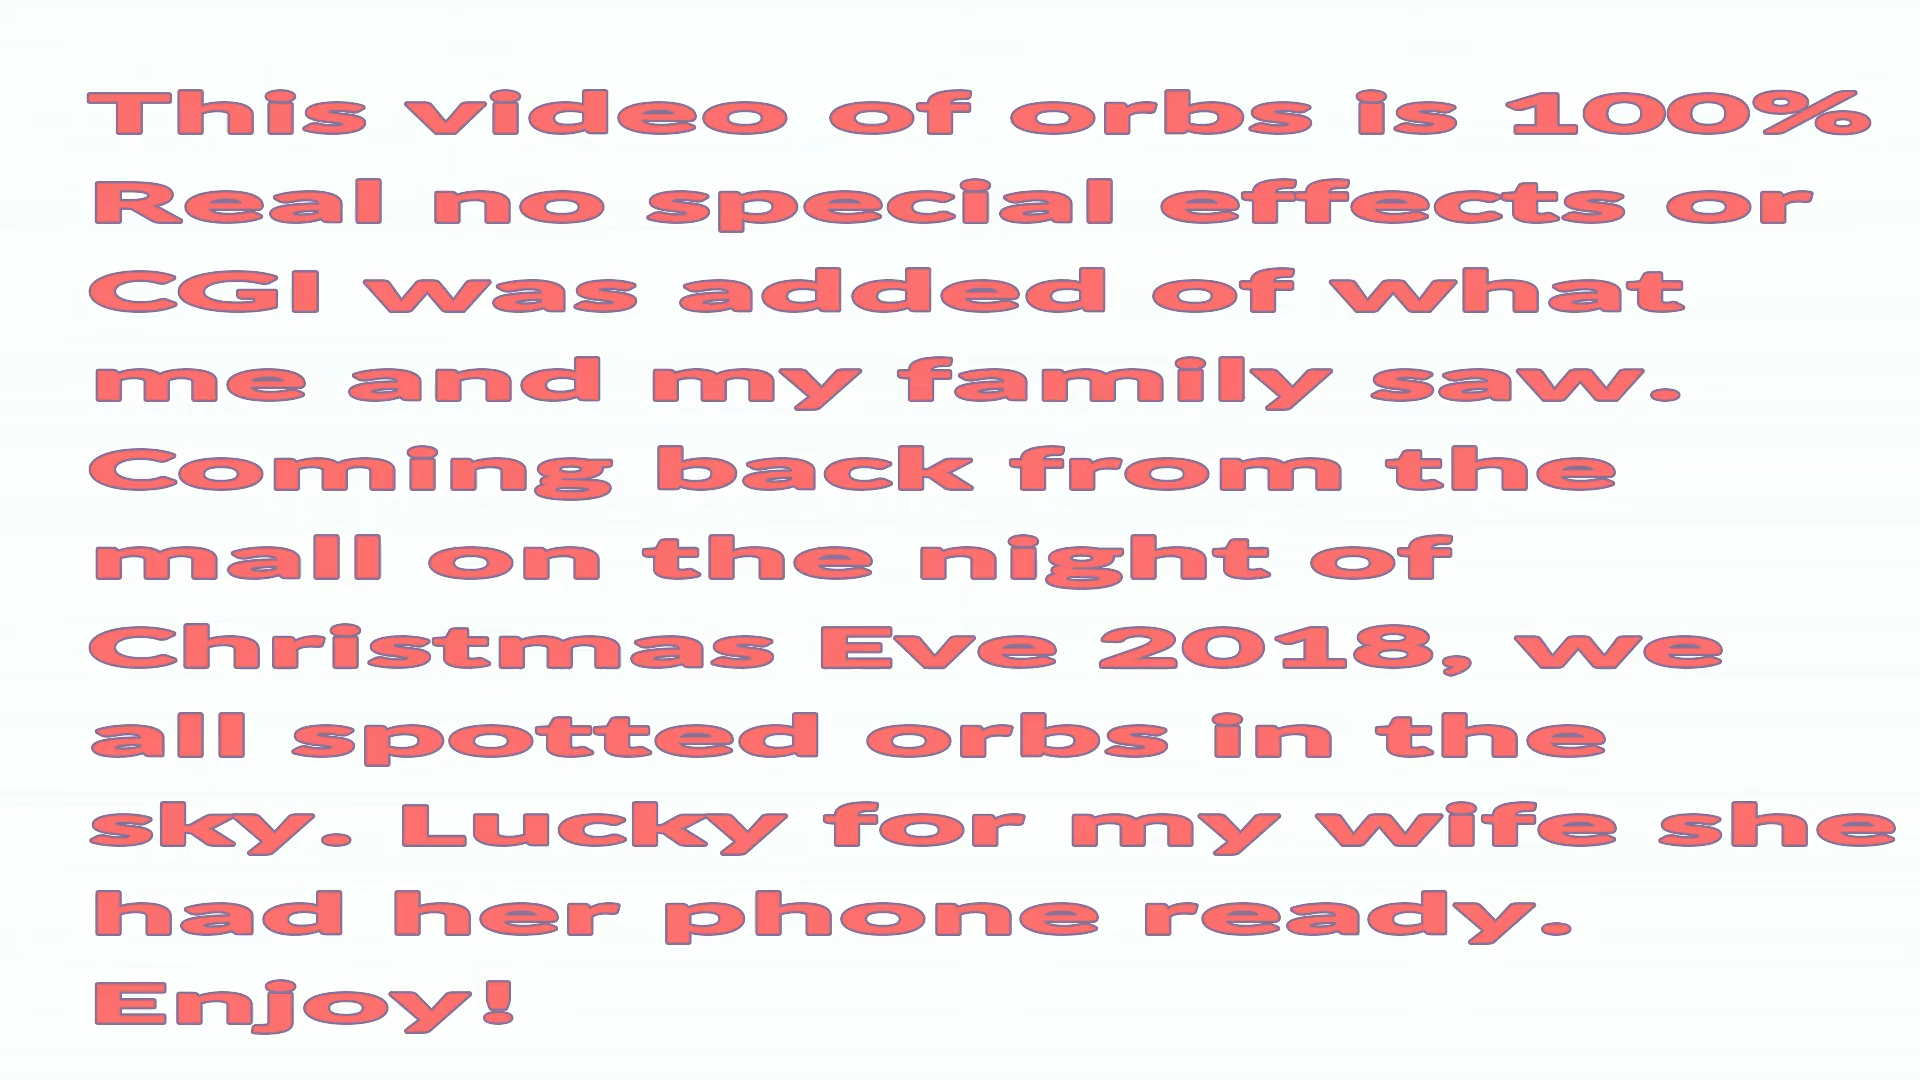 This video of orbs is 100%
Real no special effects or
CGI was added of what
me and my family saw.
Coming back from the
mall on the night of
Christmas Eve 2018, we
all spotted orbs in the
sky. Lucky for my wife she
had her phone ready.
Enjoy!